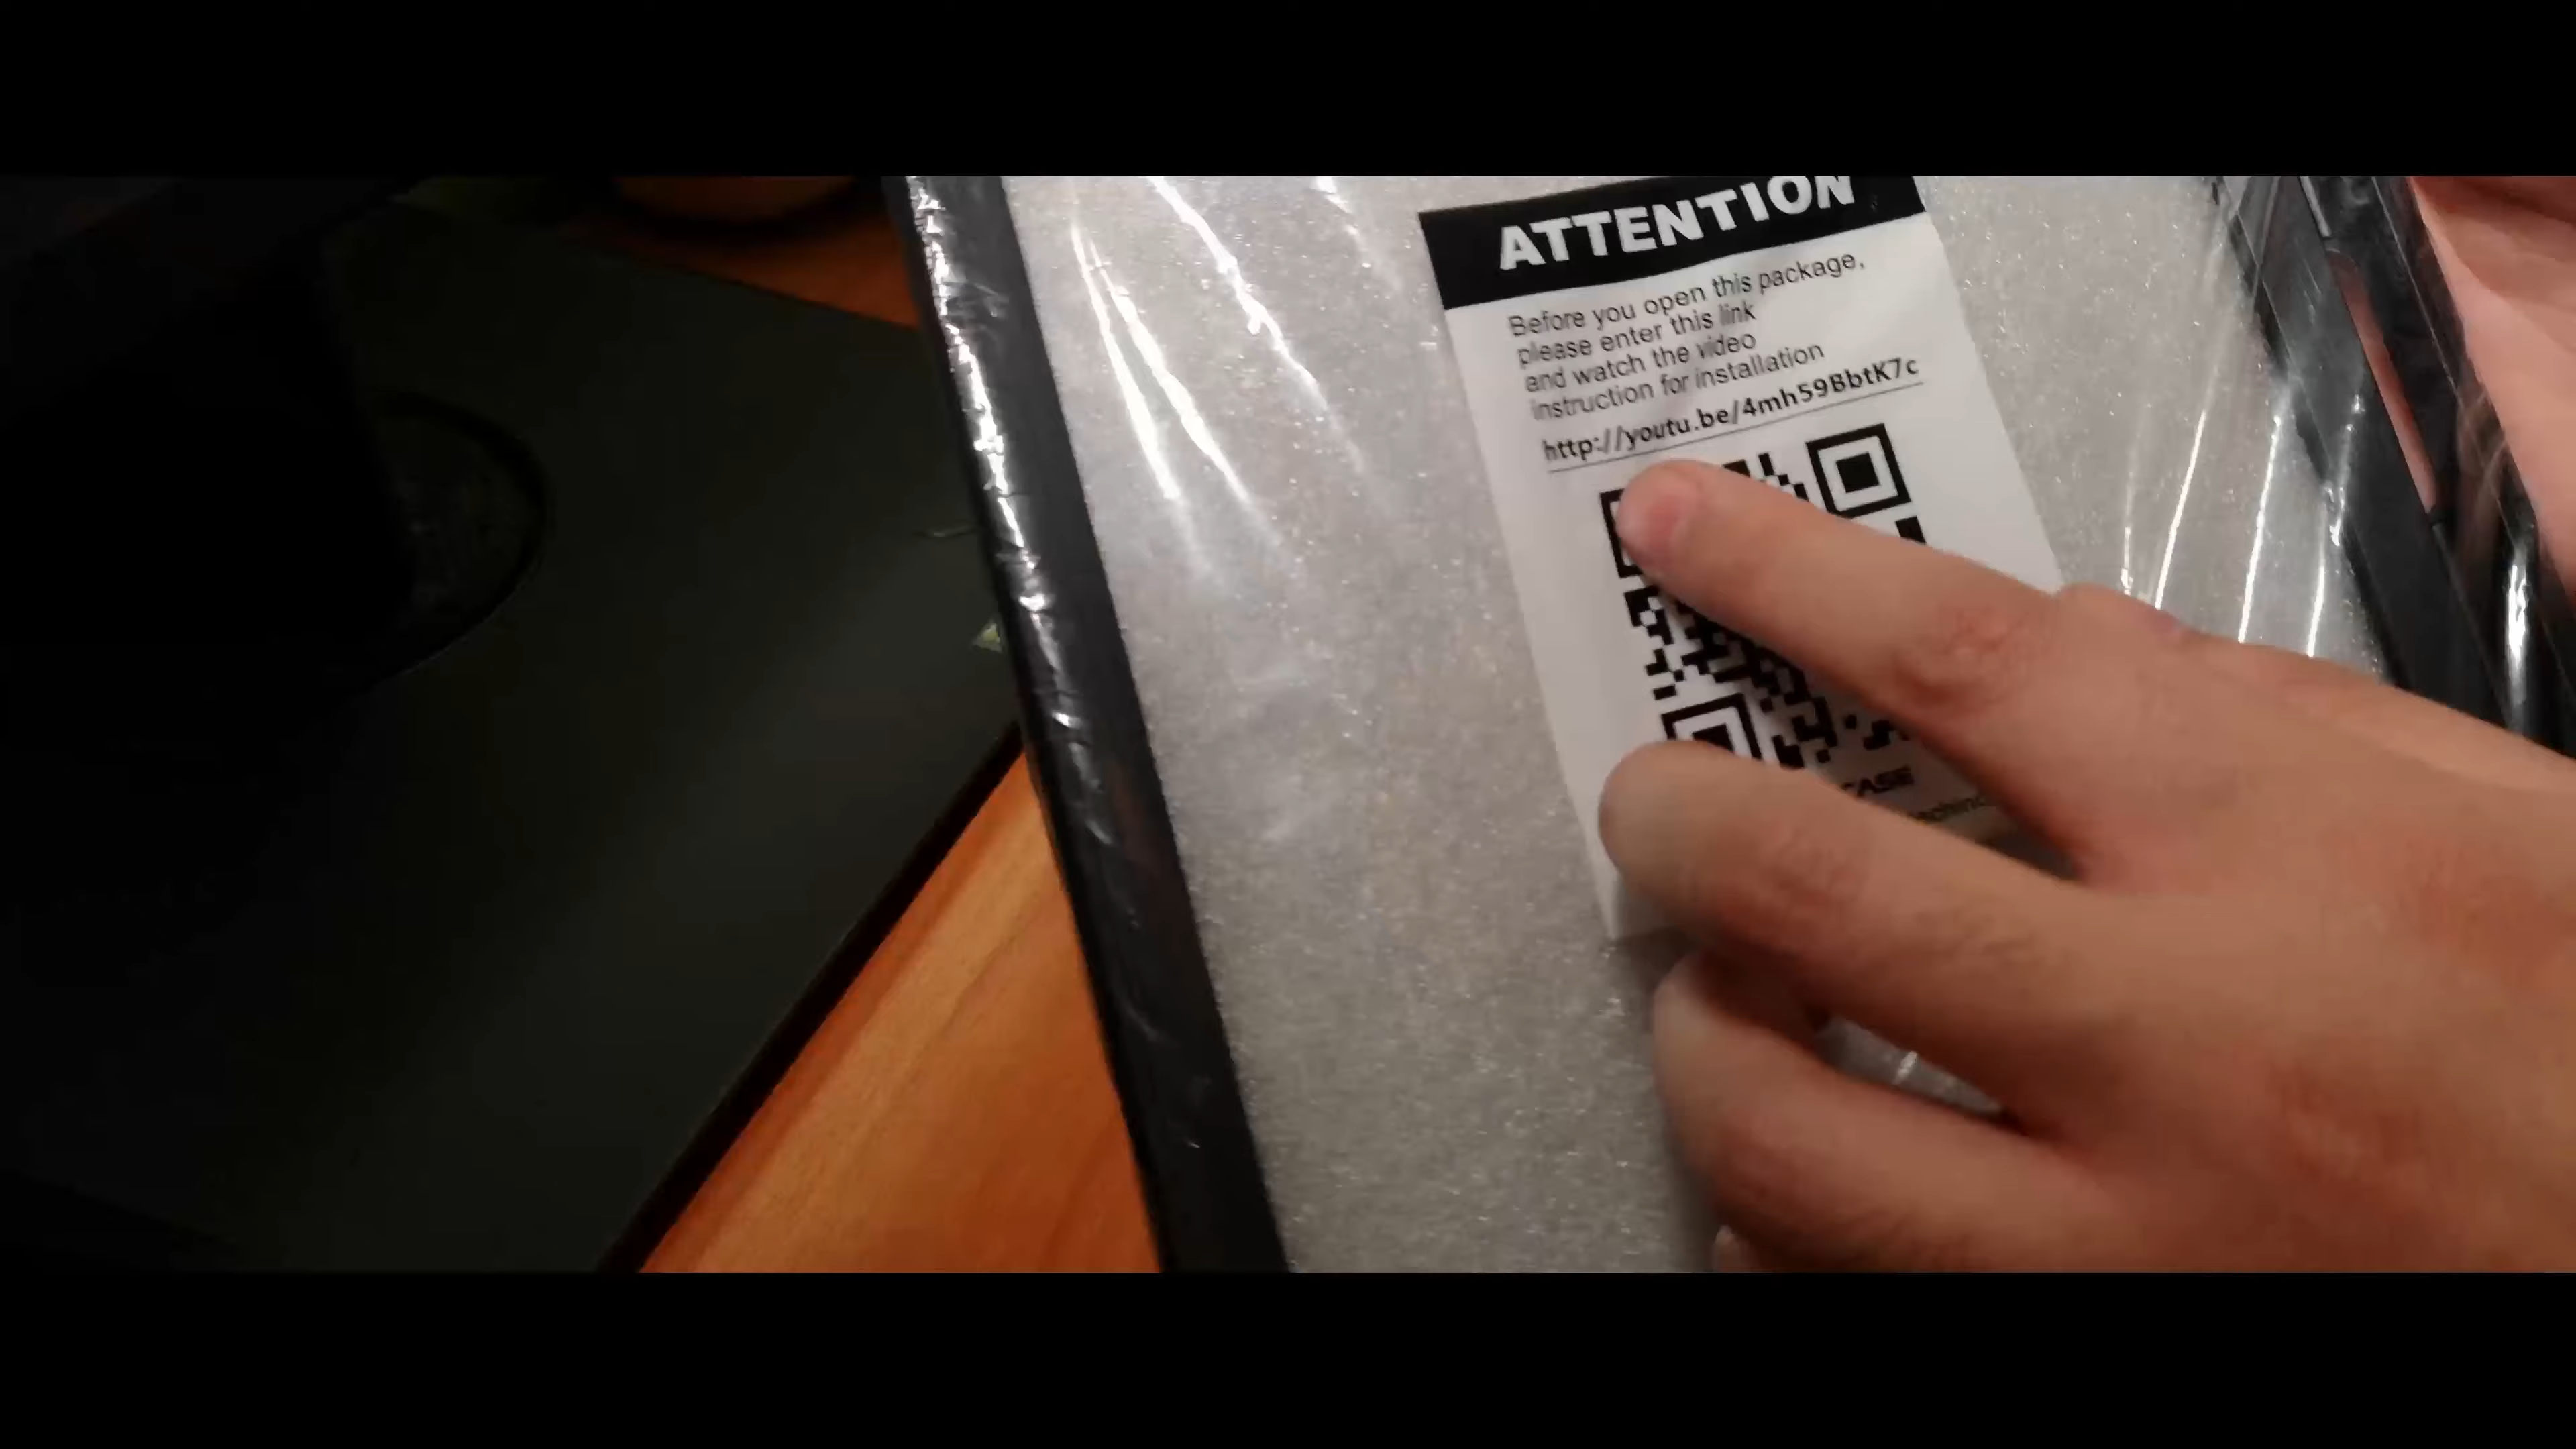 ATTENTION
Before you open this package,
please enter this link
and watch the video
instruction for installation
http://youtu.be/4mh59BbtK7c